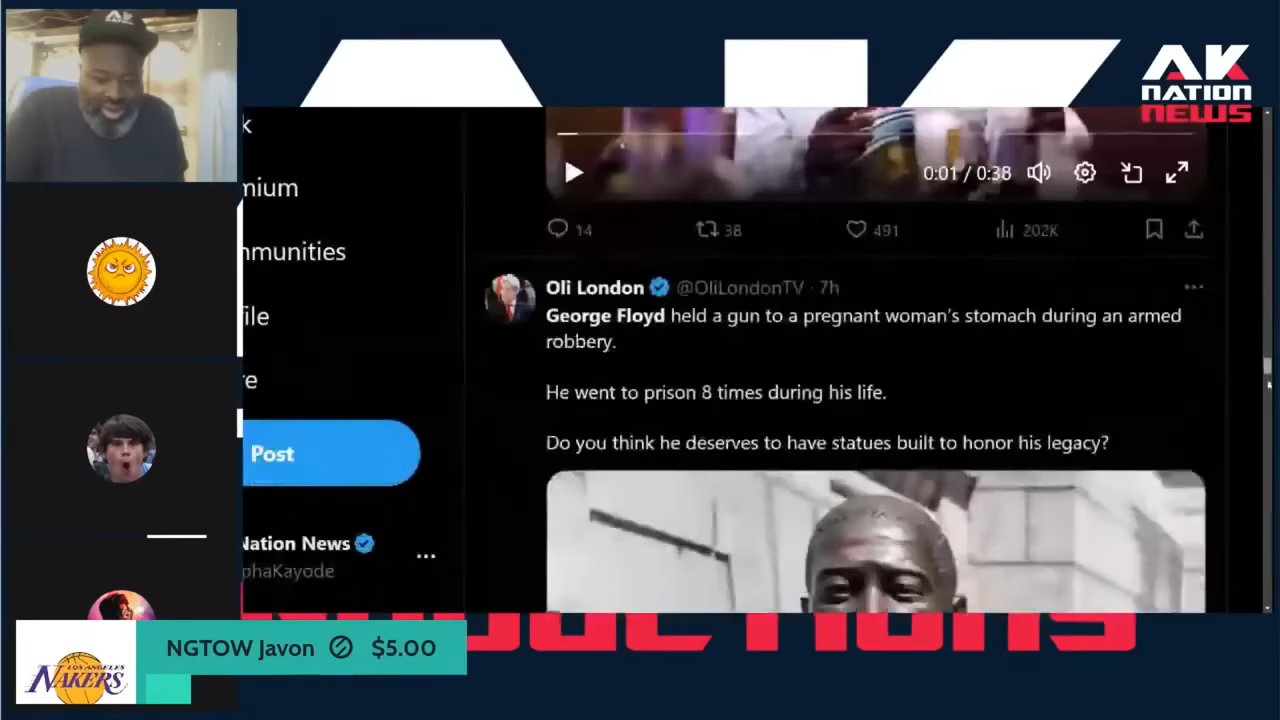 AK
AK
NATION
NEWS
k
mium
mmunities
file
re
Post
Nation News
phaKayode
...
0:01 / 0:38
14
38
491
202K
Oli London @OliLondonTV · 7h
George Floyd held a gun to a pregnant woman's stomach during an armed
robbery.
He went to prison 8 times during his life.
Do you think he deserves to have statues built to honor his legacy?
LOS ANGELES
NAKERS
NGTOW Javon $5.00